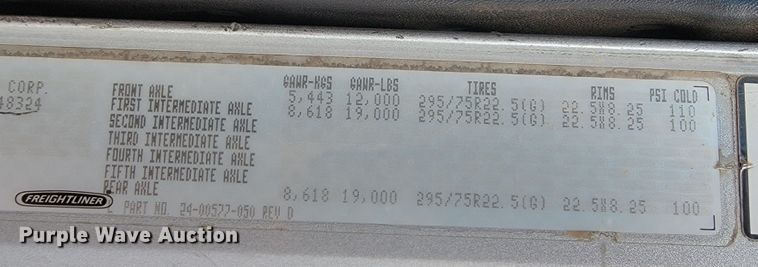 GAWR-KGS GAWR-LBS TIRES RIMS PSI COLD
CORP. FRONT AXLE 5,443 12,000 295/75R22.5(G) 22.5X8.25 110
48324 FIRST INTERMEDIATE AXLE 8,618 19,000 295/75R22.5(G) 22.5X8.25 100
SECOND INTERMEDIATE AXLE
THIRD INTERMEDIATE AXLE
FOURTH INTERMEDIATE AXLE
FIFTH INTERMEDIATE AXLE
REAR AXLE 8,618 19,000 295/75R22.5(G) 22.5X8.25 100
FREIGHTLINER PART NO. 24-00577-050 REV D
Purple Wave Auction